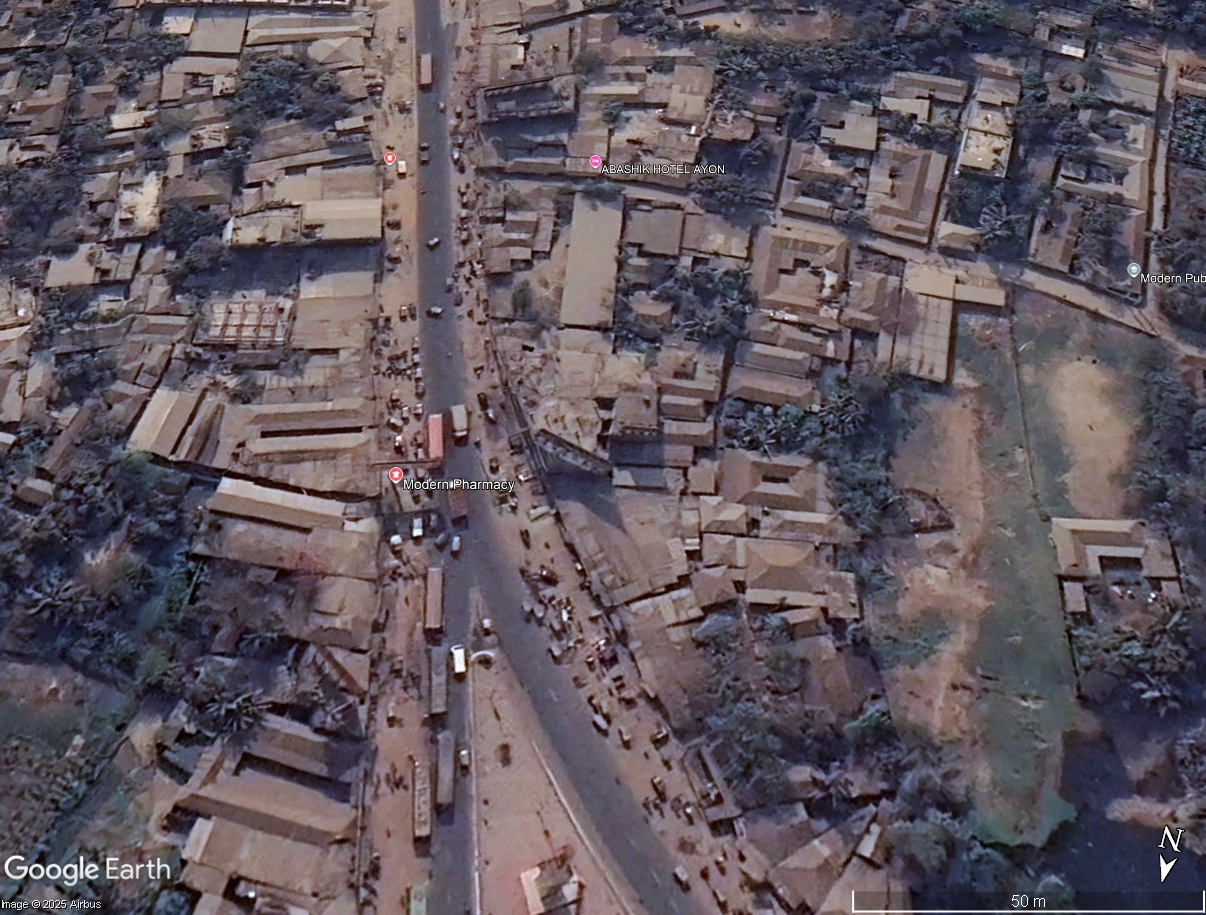 ABASHIK HOTEL AYON
Modern Pub
Modern Pharmacy
N
Google Earth
Image © 2025 Airbus
50 m